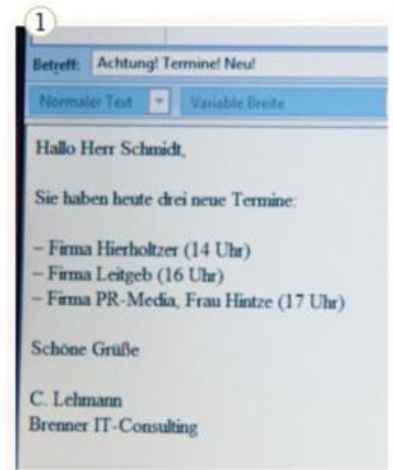 1
Betreff: Achtung! Termine! Neu!
Normaler Text Variable Breite
Hallo Herr Schmidt,
Sie haben heute drei neue Termine:
– Firma Hierholtzer (14 Uhr)
– Firma Leitgeb (16 Uhr)
– Firma PR-Media, Frau Hintze (17 Uhr)
Schöne Grüße
C. Lehmann
Brenner IT-Consulting